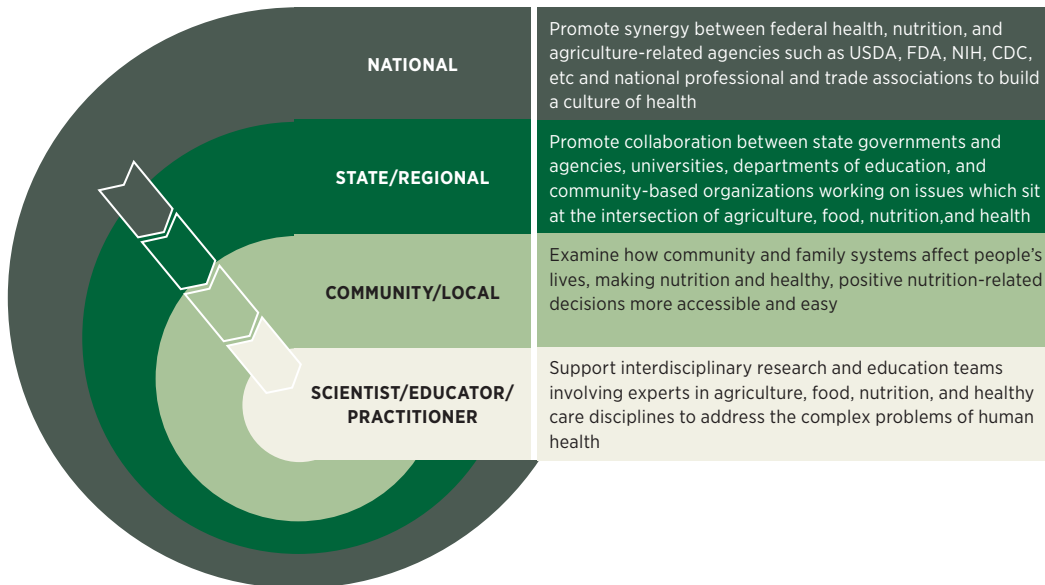 NATIONAL
Promote synergy between federal health, nutrition, and
agriculture-related agencies such as USDA, FDA, NIH, CDC,
etc and national professional and trade associations to build
a culture of health
STATE/REGIONAL
Promote collaboration between state governments and
agencies, universities, departments of education, and
community-based organizations working on issues which sit
at the intersection of agriculture, food, nutrition,and health
COMMUNITY/LOCAL
Examine how community and family systems affect people’s
lives, making nutrition and healthy, positive nutrition-related
decisions more accessible and easy
SCIENTIST/EDUCATOR/
PRACTITIONER
Support interdisciplinary research and education teams
involving experts in agriculture, food, nutrition, and healthy
care disciplines to address the complex problems of human
health